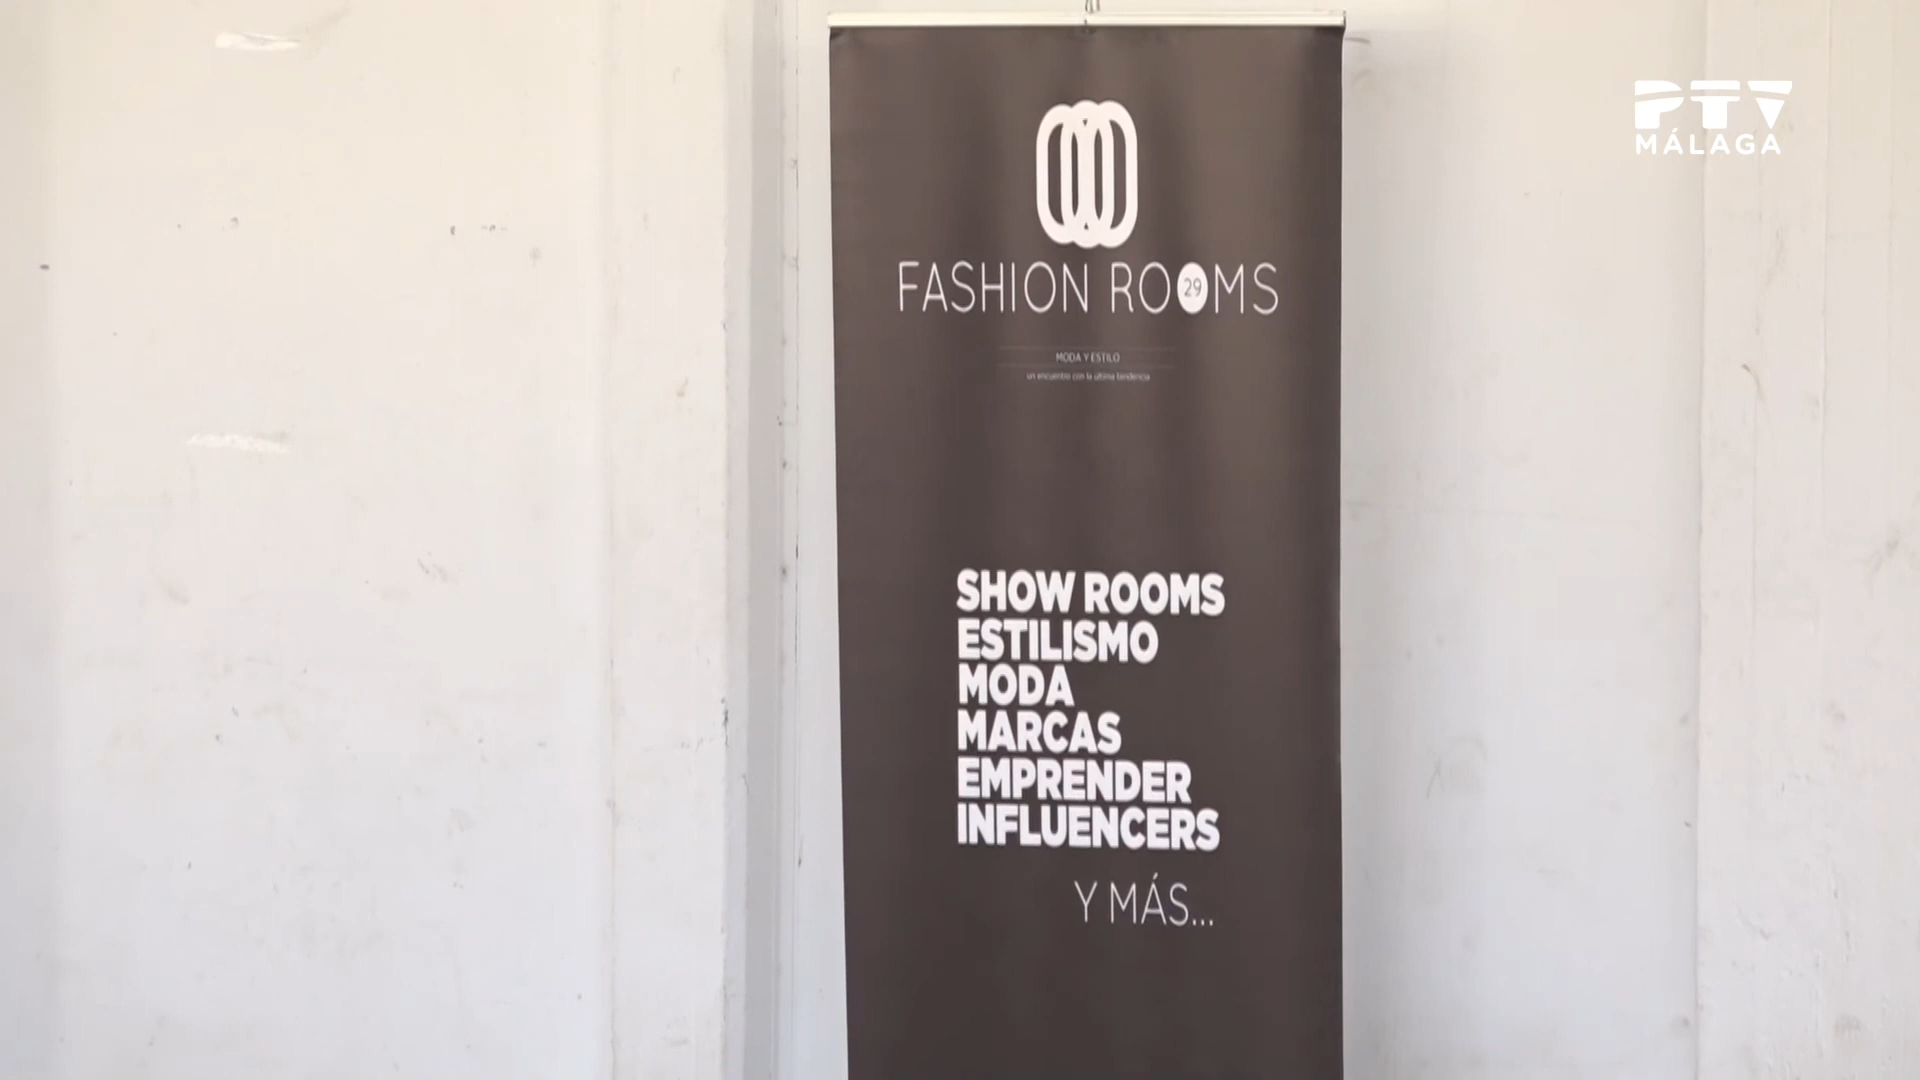 PTV
MÁLAGA
FASHION ROOMS
29
MODA Y ESTILO
un encuentro con la última tendencia
SHOW ROOMS
ESTILISMO
MODA
MARCAS
EMPRENDER
INFLUENCERS
Y MÁS...